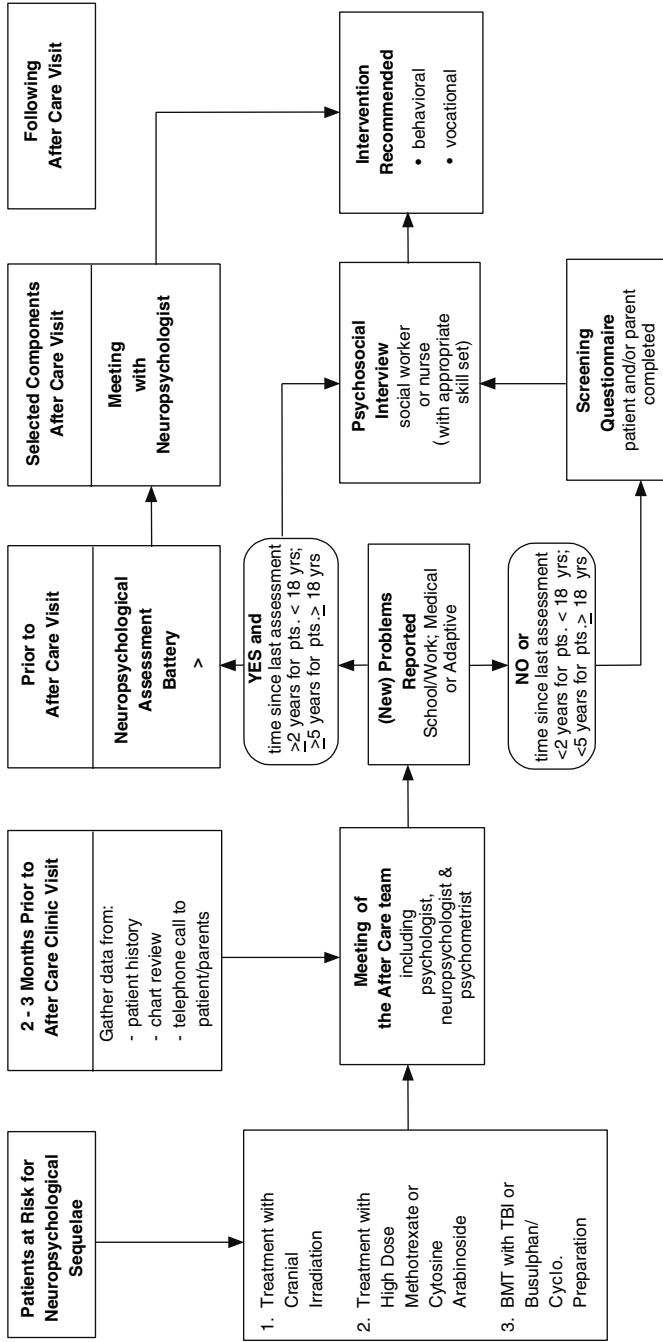 Patients at Risk for
Neuropsychological
Sequelae
1. Treatment with
Cranial
Irradiation
2. Treatment with
High Dose
Methotrexate or
Cytosine
Arabinoside
3. BMT with TBI or
Busulphan/
Cyclo.
Preparation
2 - 3 Months Prior to
After Care Clinic Visit
Gather data from:
- patient history
- chart review
- telephone call to
patient/parents
Meeting of
the After Care team
including
psychologist,
neuropsychologist &
psychometrist
Prior to
After Care Visit
Neuropsychological
Assessment
Battery
>
YES and
time since last assessment
≥2 years for pts. < 18 yrs;
≥5 years for pts. ≥ 18 yrs
(New) Problems
Reported
School/Work; Medical
or Adaptive
NO or
time since last assessment
<2 years for pts. < 18 yrs;
<5 years for pts. ≥ 18 yrs
Selected Components
After Care Visit
Meeting
with
Neuropsychologist
Psychosocial
Interview
social worker
or nurse
( with appropriate
skill set)
Screening
Questionnaire
patient and/or parent
completed
Following
After Care Visit
Intervention
Recommended
• behavioral
• vocational